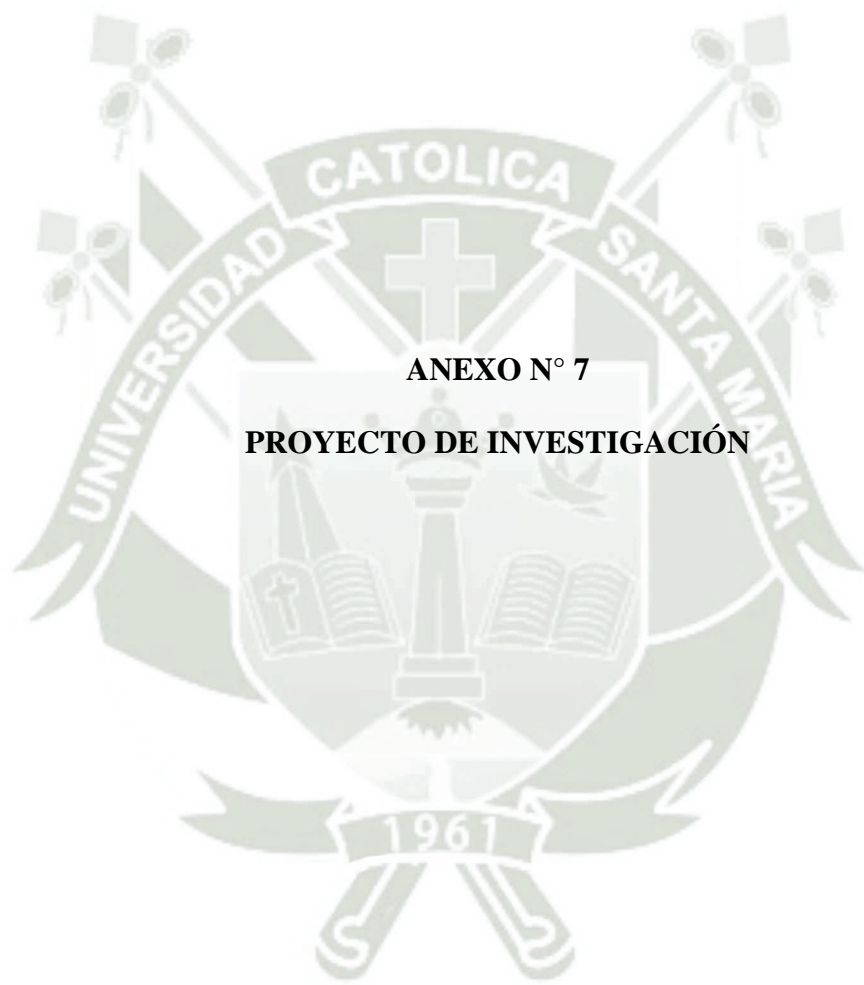 CATOLICA
UNIVERSIDAD
SANTA MARIA
ANEXO N° 7
PROYECTO DE INVESTIGACIÓN
1961